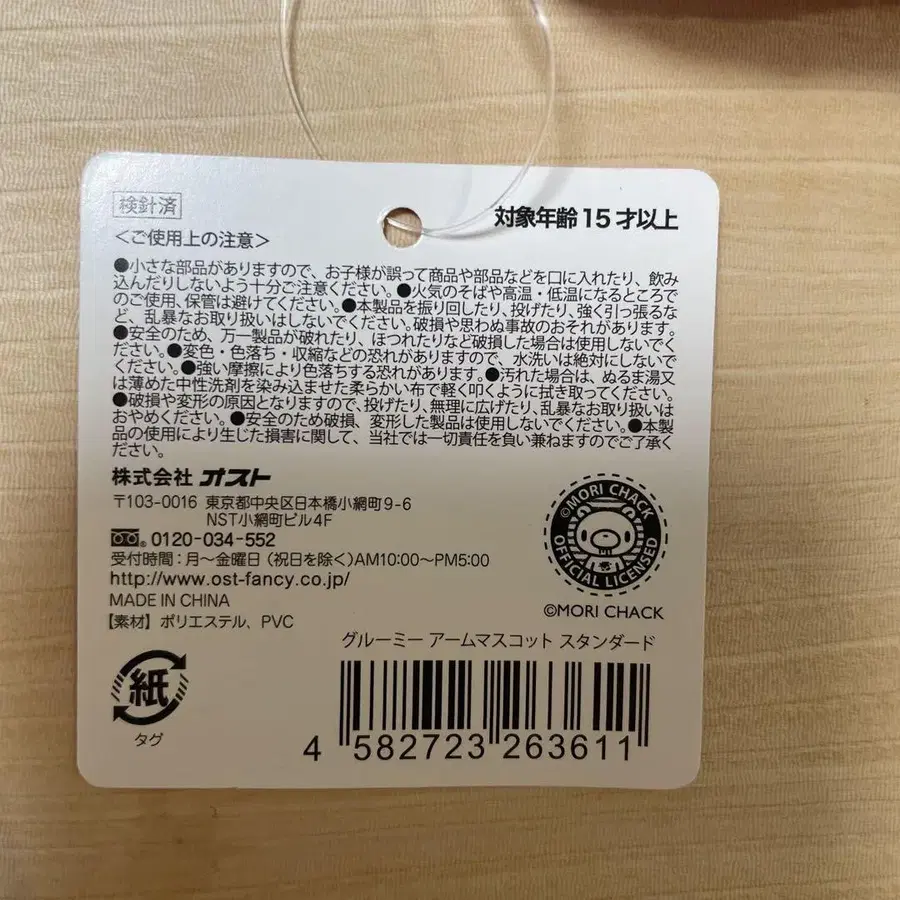 検針済
対象年齢 15 才以上
＜ご使用上の注意＞
●小さな部品がありますので、お子様が誤って商品や部品などを口に入れたり、飲み
込んだりしないよう十分ご注意ください。●火気のそばや高温・低温になるところで
のご使用、保管は避けてください。●本製品を振り回したり、投げたり、強く引っ張るな
ど、乱暴なお取り扱いはしないでください。破損や思わぬ事故のおそれがあります。
●安全のため、万一製品が破れたり、ほつれたりなど破損した場合は使用しないでく
ださい。●変色・色落ち・収縮などの恐れがありますので、水洗いは絶対にしないで
ください。●強い摩擦により色落ちする恐れがあります。●汚れた場合は、ぬるま湯又
は薄めた中性洗剤を染み込ませた柔らかい布で軽く叩くように拭き取ってください。
●破損や変形の原因となりますので、投げたり、無理に広げたり、乱暴なお取り扱いは
おやめください。●安全のため破損、変形した製品は使用しないでください。●本製
品の使用により生じた損害に関して、当社では一切責任を負い兼ねますのでご了承く
ださい。
株式会社 オスト
〒103-0016 東京都中央区日本橋小網町9-6
NST小網町ビル4F
0120-034-552
受付時間：月～金曜日（祝日を除く）AM10:00～PM5:00
http://www.ost-fancy.co.jp/
MADE IN CHINA
【素材】ポリエステル、PVC
©MORI CHACK
OFFICIAL LICENSED
©MORI CHACK
グルーミー アームマスコット スタンダード
紙
タグ
4 582723 263611